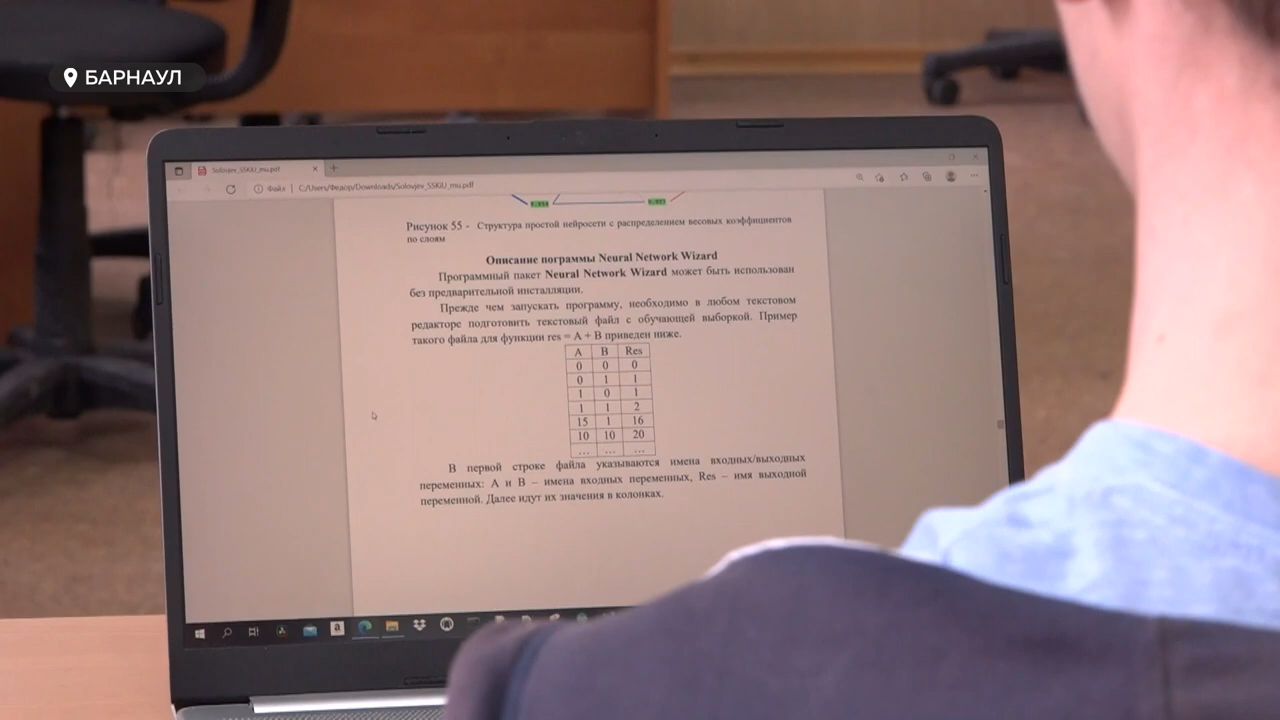 БАРНАУЛ
Solovjev_SSKiU_mu.pdf
Файл | C:/Users/Федор/Downloads/Solovjev_SSKiU_mu.pdf
Рисунок 55 - Структура простой нейросети с распределением весовых коэффициентов
по слоям
Описание пограммы Neural Network Wizard
Программный пакет Neural Network Wizard может быть использован
без предварительной инсталляции.
Прежде чем запускать программу, необходимо в любом текстовом
редакторе подготовить текстовый файл с обучающей выборкой. Пример
такого файла для функции res = A + B приведен ниже.
A B Res
0 0 0
0 1 1
1 0 1
1 1 2
15 1 16
10 10 20
... ... ...
В первой строке файла указываются имена входных/выходных
переменных: A и B – имена входных переменных, Res – имя выходной
переменной. Далее идут их значения в колонках.